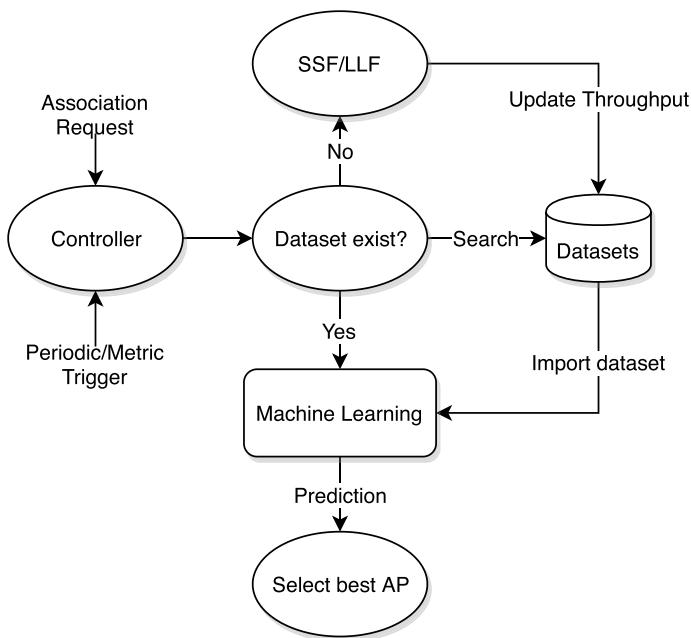 SSF/LLF
Update Throughput
Association
Request
No
Controller
Dataset exist?
Search
Datasets
Yes
Periodic/Metric
Trigger
Import dataset
Machine Learning
Prediction
Select best AP